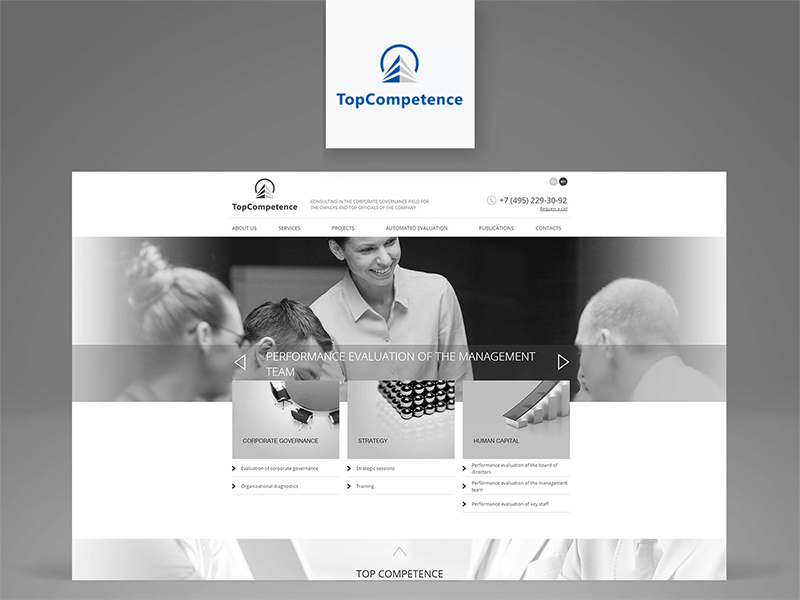 TopCompetence
TopCompetence
CONSULTING IN THE CORPORATE GOVERNANCE FIELD FOR
THE OWNERS AND TOP OFFICIALS OF THE COMPANY
+7 (495) 229-30-92
Request a call
ABOUT US SERVICES PROJECTS AUTOMATED EVALUATION PUBLICATIONS CONTACTS
PERFORMANCE EVALUATION OF THE MANAGEMENT
TEAM
CORPORATE GOVERNANCE
STRATEGY
HUMAN CAPITAL
Evaluation of corporate governance
Organizational diagnostics
Strategic sessions
Training
Performance evaluation of the board of
directors
Performance evaluation of the management
team
Performance evaluation of key staff
TOP COMPETENCE